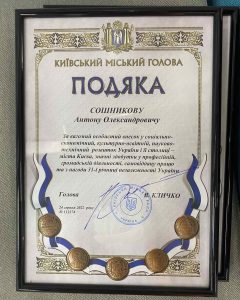 КИЇВСЬКИЙ МІСЬКИЙ ГОЛОВА
ПОДЯКА
СОШНИКОВУ
Антону Олександровичу
За вагомий особистий внесок у соціально-
економічний, культурно-освітній, науково-
технічний розвиток України і її столиці –
міста Києва, значні здобутки у професійній,
громадській діяльності, самовіддану працю
та з нагоди 31-ї річниці незалежності України
Голова В. КЛИЧКО
24 серпня 2022 року